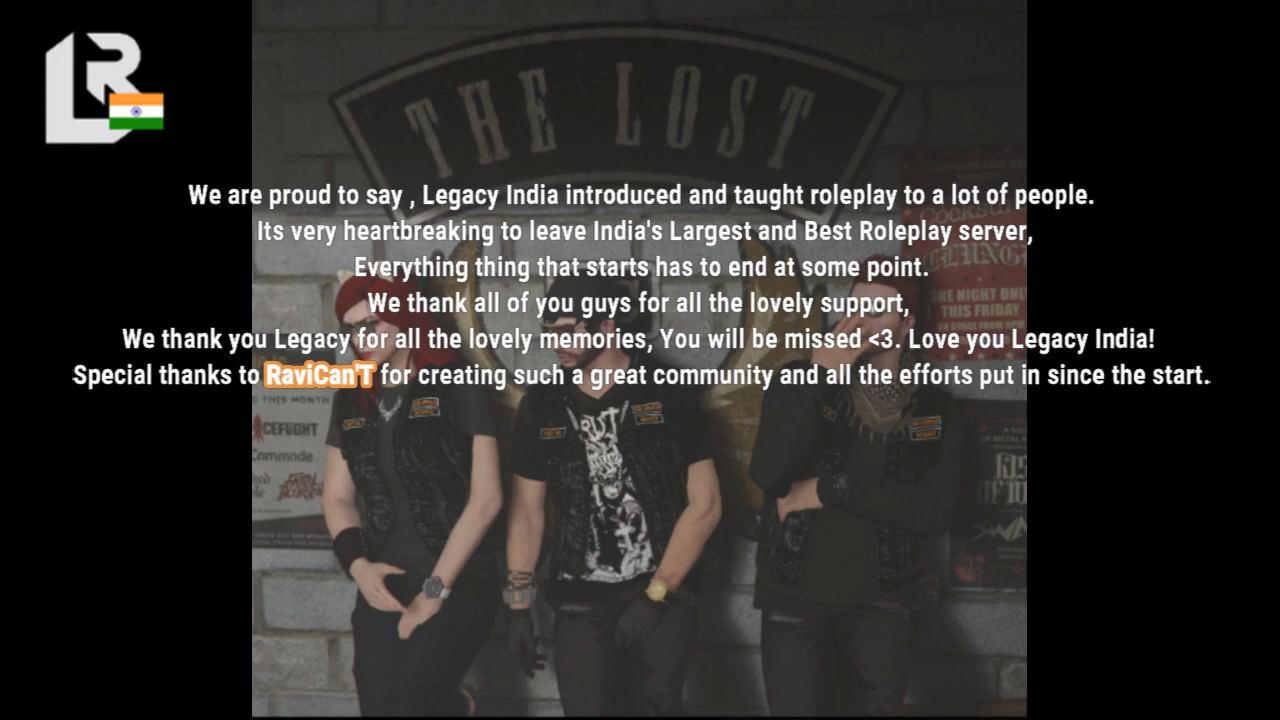 LR
THE LOST
We are proud to say , Legacy India introduced and taught roleplay to a lot of people.
Its very heartbreaking to leave India's Largest and Best Roleplay server,
Everything thing that starts has to end at some point.
We thank all of you guys for all the lovely support,
We thank you Legacy for all the lovely memories, You will be missed <3. Love you Legacy India!
Special thanks to RaviCan'T for creating such a great community and all the efforts put in since the start.
ONE NIGHT ONLY
THIS FRIDAY
THIS MONTH